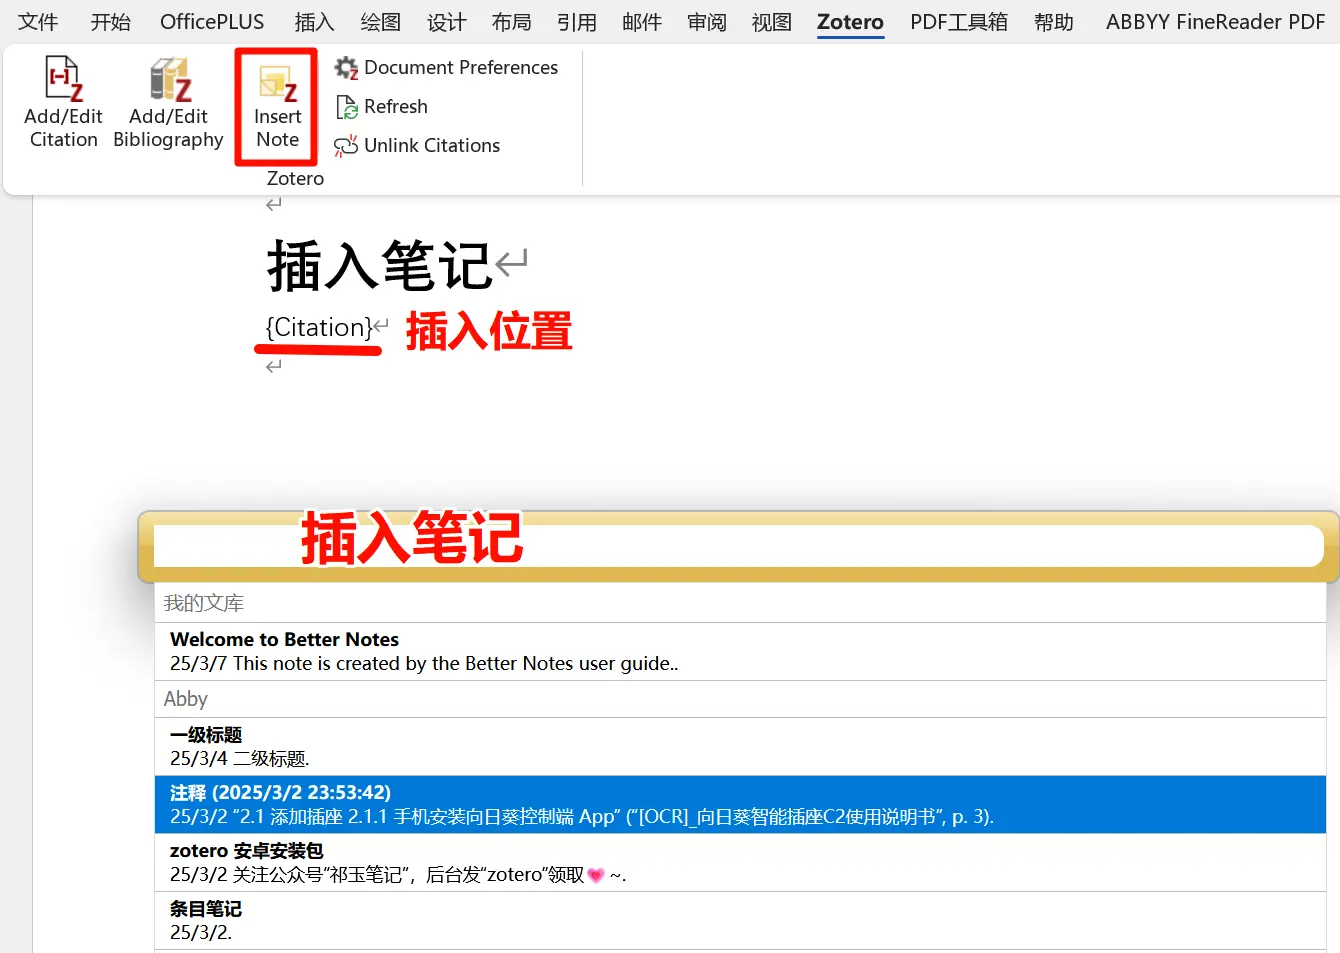 文件 开始 OfficePLUS 插入 绘图 设计 布局 引用 邮件 审阅 视图 Zotero PDF工具箱 帮助 ABBYY FineReader PDF
Add/Edit Citation
Add/Edit Bibliography
Insert Note
Document Preferences
Refresh
Unlink Citations
Zotero
插入笔记
{Citation} 插入位置
插入笔记
我的文库
Welcome to Better Notes
25/3/7 This note is created by the Better Notes user guide..
Abby
一级标题
25/3/4 二级标题.
注释 (2025/3/2 23:53:42)
25/3/2 “2.1 添加插座 2.1.1 手机安装向日葵控制端 App” (“[OCR]_向日葵智能插座C2使用说明书”, p. 3).
zotero 安卓安装包
25/3/2 关注公众号“祁玉笔记”，后台发“zotero”领取💗 ~.
条目笔记
25/3/2.